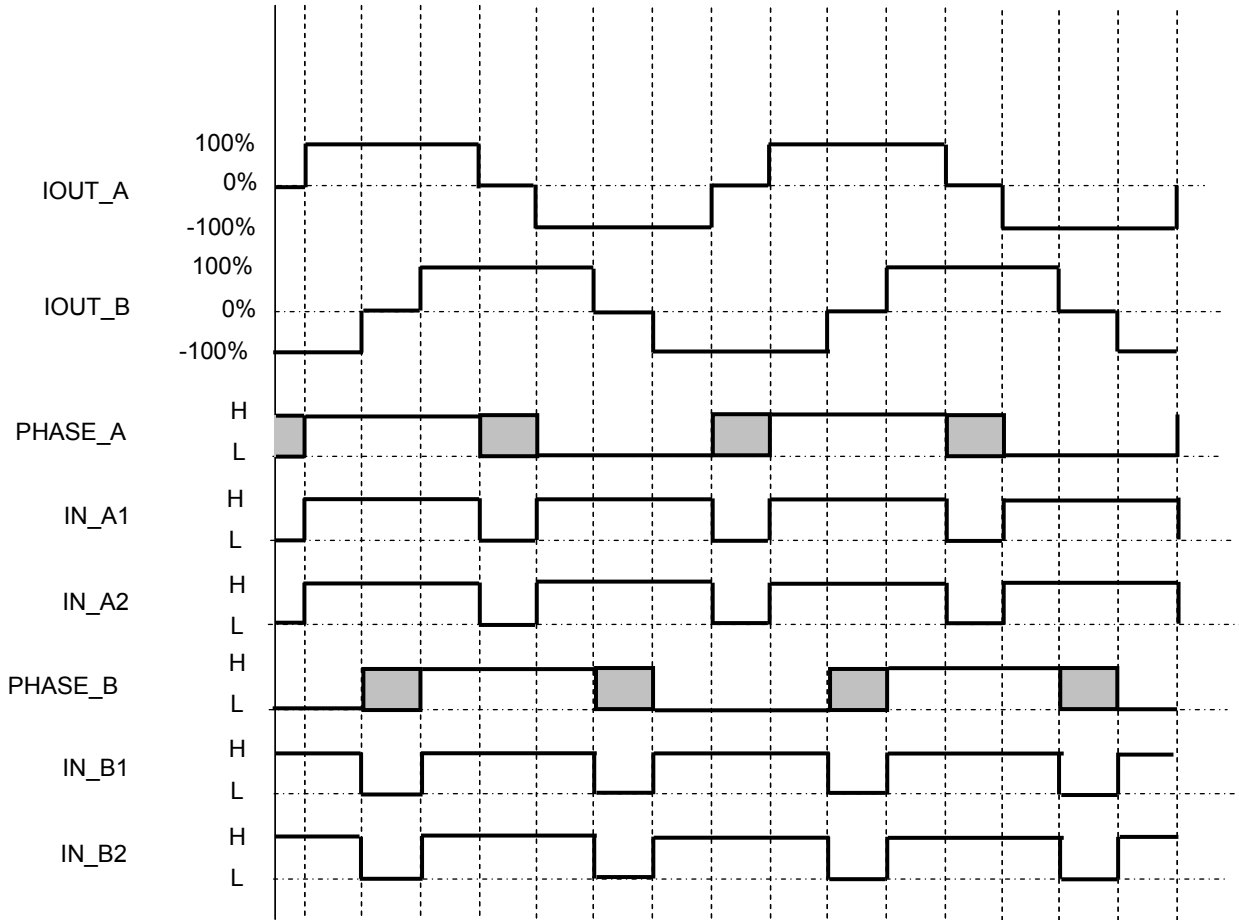 100%
IOUT_A
0%
-100%
100%
IOUT_B
0%
-100%
H
PHASE_A
L
H
IN_A1
L
H
IN_A2
L
H
PHASE_B
L
H
IN_B1
L
H
IN_B2
L